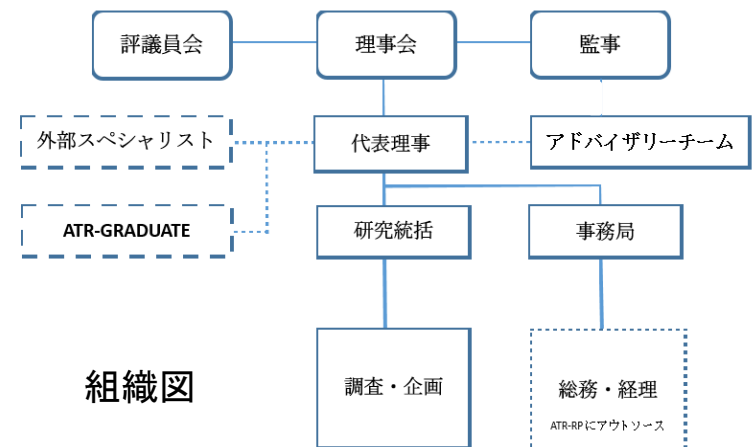 評議員会
理事会
監事
外部スペシャリスト
代表理事
アドバイザリーチーム
ATR-GRADUATE
研究統括
事務局
組織図
調査・企画
総務・経理
ATR-RPにアウトソース